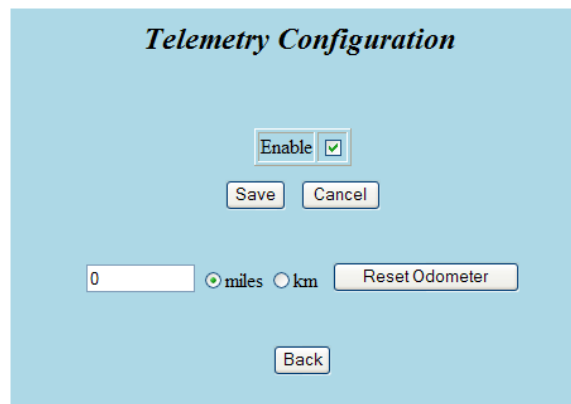 Telemetry Configuration
Enable
Save Cancel
0 miles km Reset Odometer
Back